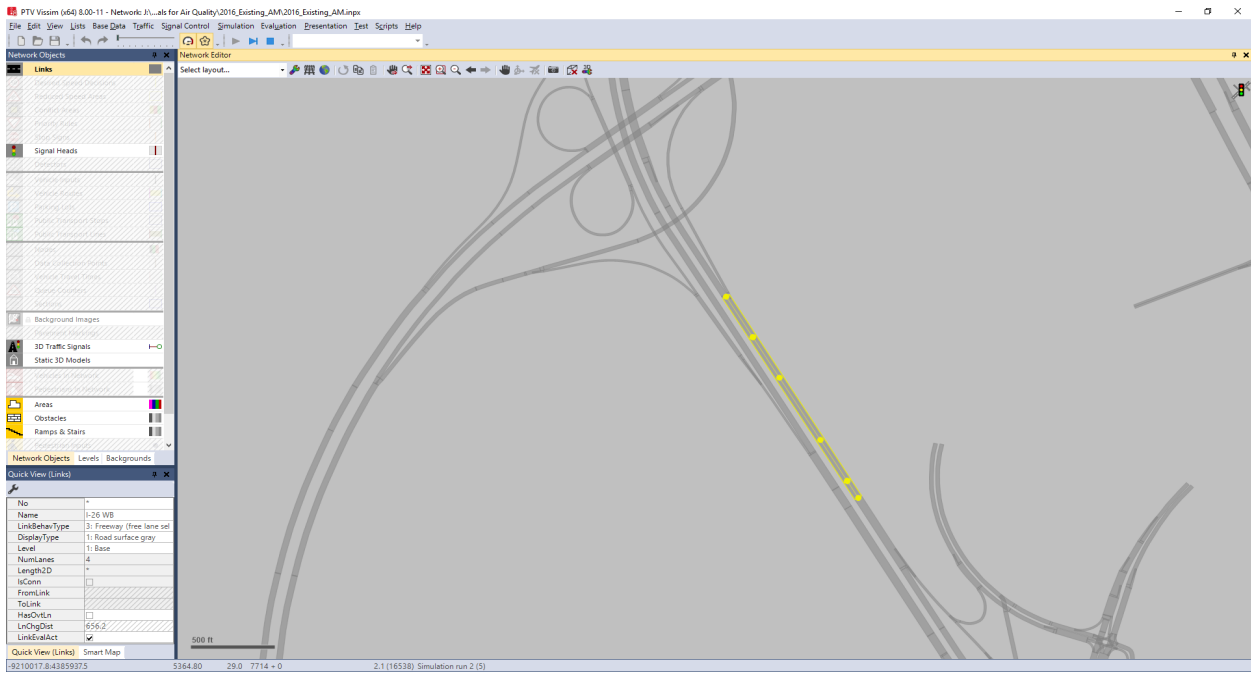 PTV Vissim (x64) 8.00-11 - Network: J:\...als for Air Quality\2016_Existing_AM\2016_Existing_AM.inpx
File Edit View Lists Base Data Traffic Signal Control Simulation Evaluation Presentation Test Scripts Help
Network Objects
Network Editor
Links
Select layout...
Signal Heads
Background Images
3D Traffic Signals
Static 3D Models
Areas
Obstacles
Ramps & Stairs
Network Objects Levels Backgrounds
Quick View (Links)
No *
Name I-26 WB
LinkBehavType 3: Freeway (free lane sel
DisplayType 1: Road surface gray
Level 1: Base
NumLanes 4
Length2D *
IsConn
FromLink
ToLink
HasOvtLn
LnChgDist 656.2
LinkEvalAct
500 ft
Quick View (Links) Smart Map
-9210017.8:4385937.5 5364.80 29.0 7714 + 0 2.1 (16538) Simulation run 2 (5)